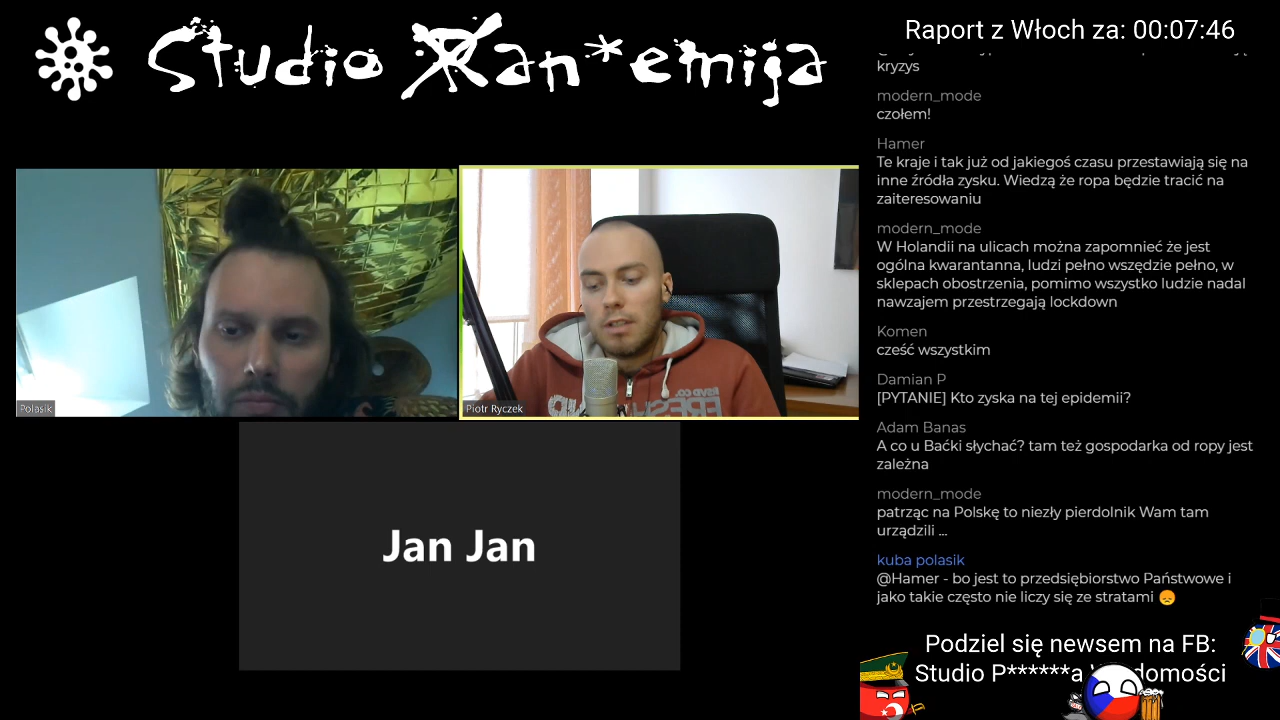 Studio Pan*emija
Raport z Włoch za: 00:07:46
kryzys
modern_mode
czołem!
Hamer
Te kraje i tak już od jakiegoś czasu przestawiają się na
inne źródła zysku. Wiedzą że ropa będzie tracić na
zaiteresowaniu
modern_mode
W Holandii na ulicach można zapomnieć że jest
ogólna kwarantanna, ludzi pełno wszędzie pełno, w
sklepach obostrzenia, pomimo wszystko ludzie nadal
nawzajem przestrzegają lockdown
Komen
cześć wszystkim
Damian P
[PYTANIE] Kto zyska na tej epidemii?
Adam Banas
A co u Baćki słychać? tam też gospodarka od ropy jest
zależna
modern_mode
patrząc na Polskę to niezły pierdolnik Wam tam
urządzili ...
kuba polasik
@Hamer - bo jest to przedsiębiorstwo Państwowe i
jako takie często nie liczy się ze stratami 😞
Polasik
Piotr Ryczek
Jan Jan
Podziel się newsem na FB:
Studio P******a